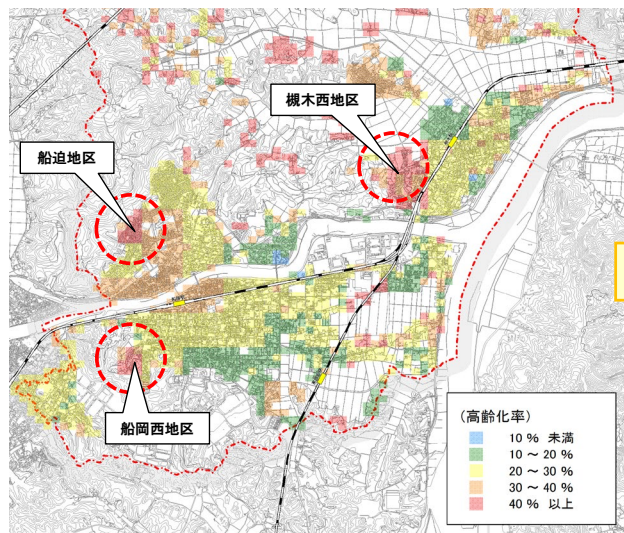 槻木西地区
船迫地区
船岡西地区
(高齢化率)
10 % 未満
10 ～ 20 %
20 ～ 30 %
30 ～ 40 %
40 % 以上